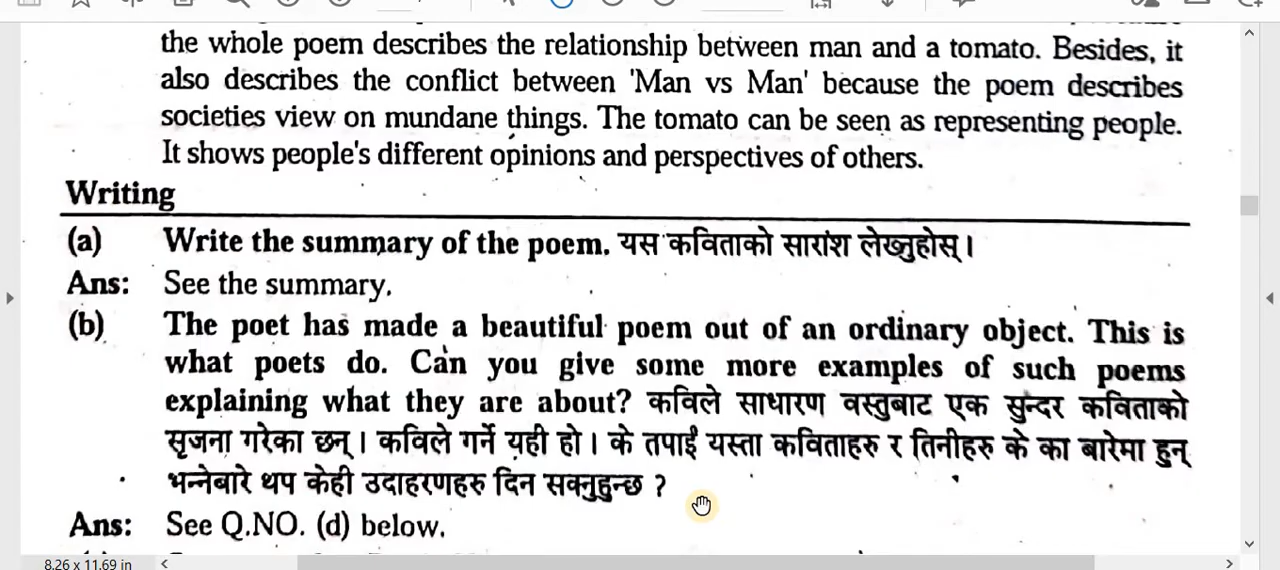 the whole poem describes the relationship between man and a tomato. Besides, it
also describes the conflict between 'Man vs Man' because the poem describes
societies view on mundane things. The tomato can be seen as representing people.
It shows people's different opinions and perspectives of others.
Writing
(a) Write the summary of the poem. यस कविताको सारांश लेख्नुहोस्।
Ans: See the summary.
(b) The poet has made a beautiful poem out of an ordinary object. This is
what poets do. Can you give some more examples of such poems
explaining what they are about? कविले साधारण वस्तुबाट एक सुन्दर कविताको
सृजना गरेका छन्। कविले गर्ने यही हो। के तपाईं यस्ता कविताहरु र तिनीहरु के का बारेमा हुन्
भन्नेबारे थप केही उदाहरणहरु दिन सक्नुहुन्छ ?
Ans: See Q.NO. (d) below.
8.26 x 11.69 in